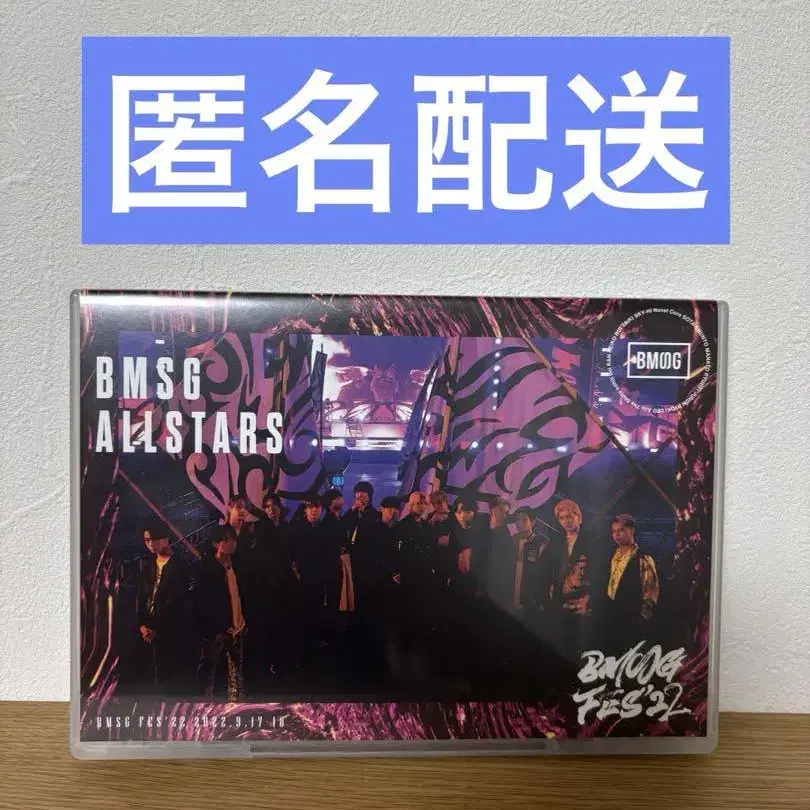 匿名配送
BMSG
ALLSTARS
BMSG
BMSG
FES'22
BMSG FES'22 2022.9.17-18